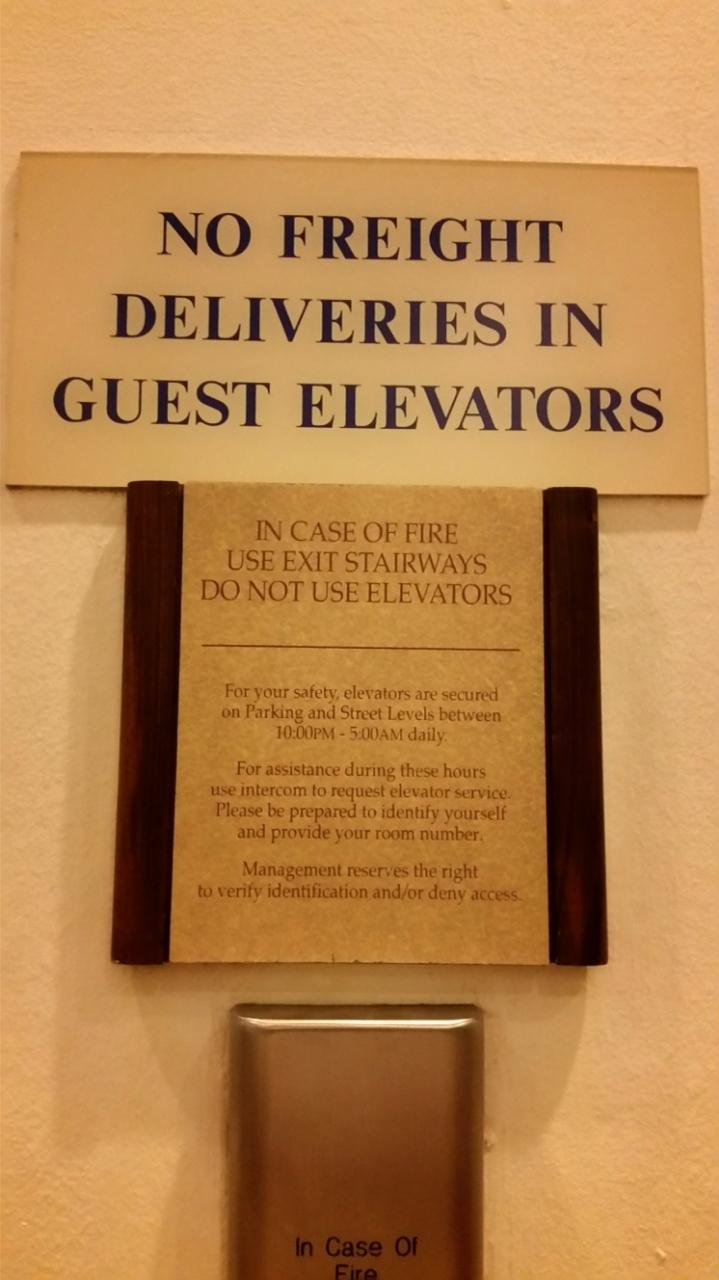 NO FREIGHT
DELIVERIES IN
GUEST ELEVATORS
IN CASE OF FIRE
USE EXIT STAIRWAYS
DO NOT USE ELEVATORS
For your safety, elevators are secured
on Parking and Street Levels between
10:00PM - 5:00AM daily.
For assistance during these hours
use intercom to request elevator service.
Please be prepared to identify yourself
and provide your room number.
Management reserves the right
to verify identification and/or deny access.
In Case Of
Fire